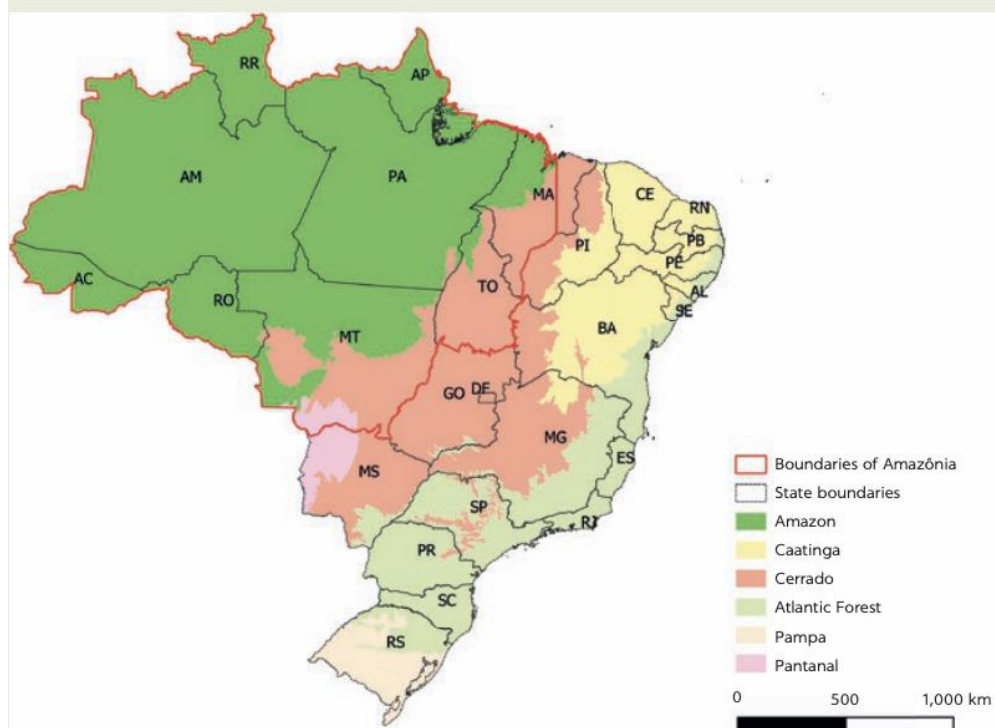 RR
AP
AM
PA
MA
CE
RN
PB
PI
PE
AC
TO
AL
RO
SE
BA
MT
GO DF
MG
MS
ES
SP
RJ
PR
SC
RS
Boundaries of Amazônia
State boundaries
Amazon
Caatinga
Cerrado
Atlantic Forest
Pampa
Pantanal
0 500 1,000 km